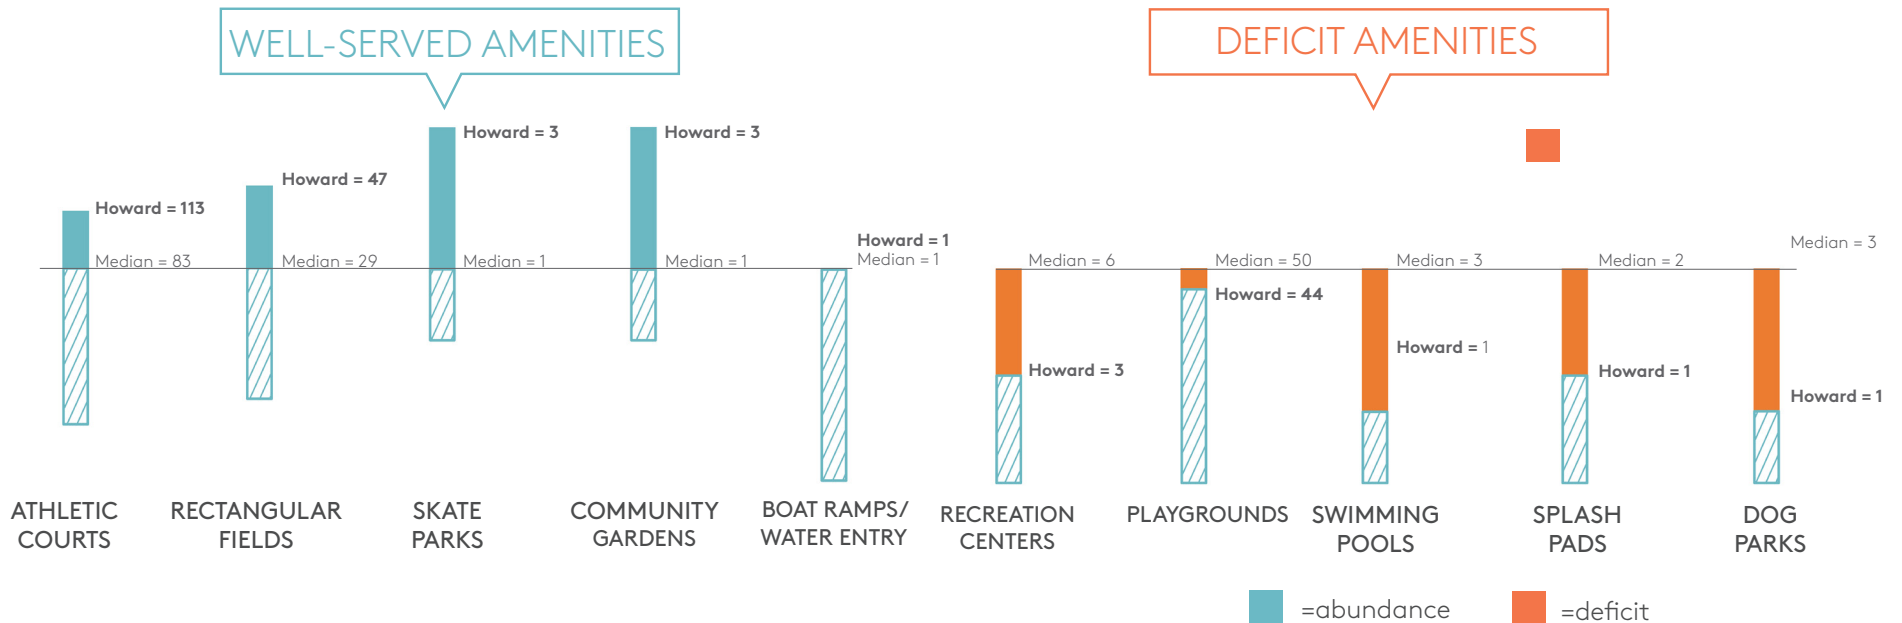 WELL-SERVED AMENITIES
DEFICIT AMENITIES
Howard = 113
Median = 83
ATHLETIC
COURTS
Howard = 47
Median = 29
RECTANGULAR
FIELDS
Howard = 3
Median = 1
SKATE
PARKS
Howard = 3
Median = 1
COMMUNITY
GARDENS
Howard = 1
Median = 1
BOAT RAMPS/
WATER ENTRY
Median = 6
Howard = 3
RECREATION
CENTERS
Median = 50
Howard = 44
PLAYGROUNDS
Median = 3
Howard = 1
SWIMMING
POOLS
Median = 2
Howard = 1
SPLASH
PADS
Median = 3
Howard = 1
DOG
PARKS
=abundance
=deficit